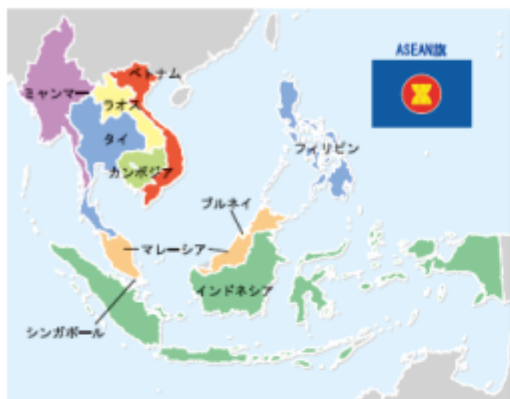 ASEAN旗
ベトナム
ミャンマー
ラオス
タイ
フィリピン
カンボジア
ブルネイ
マレーシア
インドネシア
シンガポール